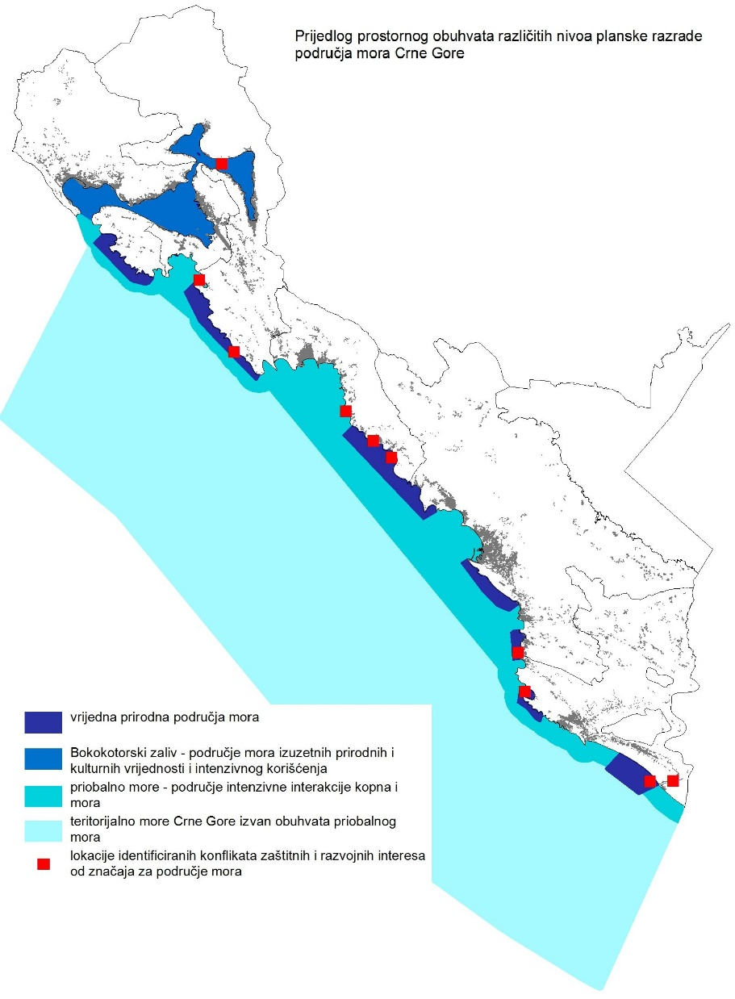 Prijedlog prostornog obuhvata različitih nivoa planske razrade
područja mora Crne Gore
vrijedna prirodna područja mora
Bokokotorski zaliv - područje mora izuzetnih prirodnih i
kulturnih vrijednosti i intenzivnog korišćenja
priobalno more - područje intenzivne interakcije kopna i
mora
teritorijalno more Crne Gore izvan obuhvata priobalnog
mora
lokacije identificiranih konflikata zaštitnih i razvojnih interesa
od značaja za područje mora